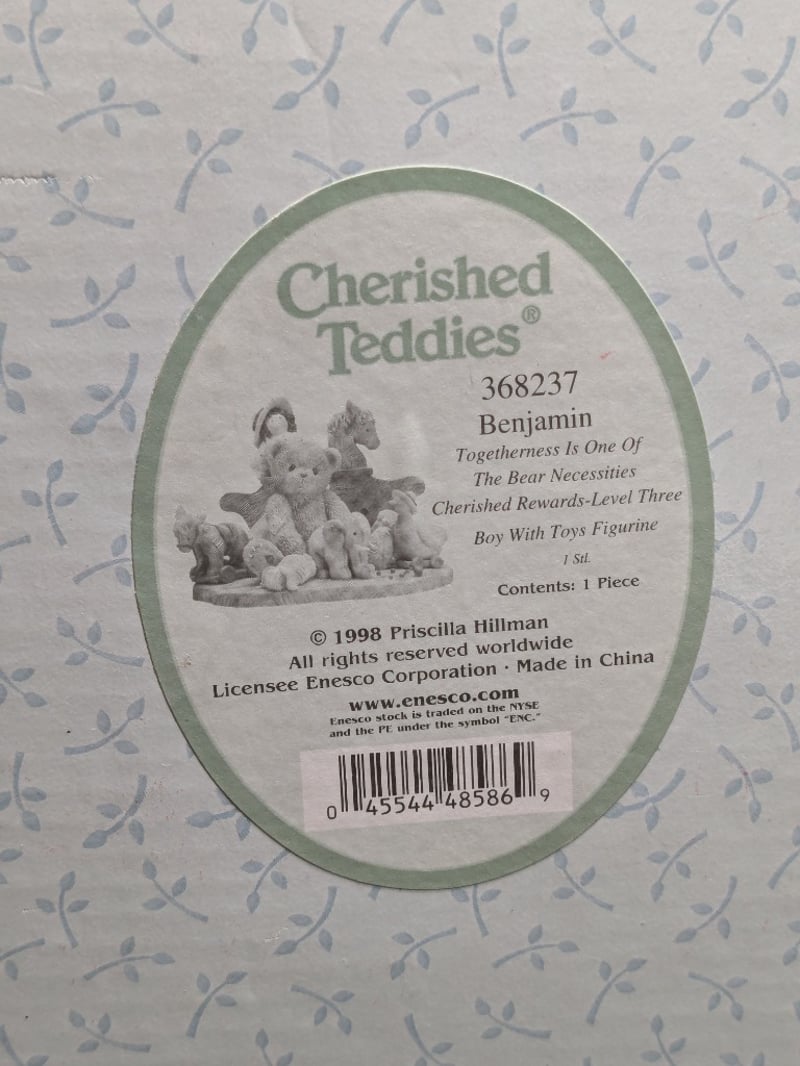 Cherished
Teddies®
368237
Benjamin
Togetherness Is One Of
The Bear Necessities
Cherished Rewards-Level Three
Boy With Toys Figurine
1 Stl.
Contents: 1 Piece
© 1998 Priscilla Hillman
All rights reserved worldwide
Licensee Enesco Corporation · Made in China
www.enesco.com
Enesco stock is traded on the NYSE
and the PE under the symbol "ENC."
0 45544 48586 9